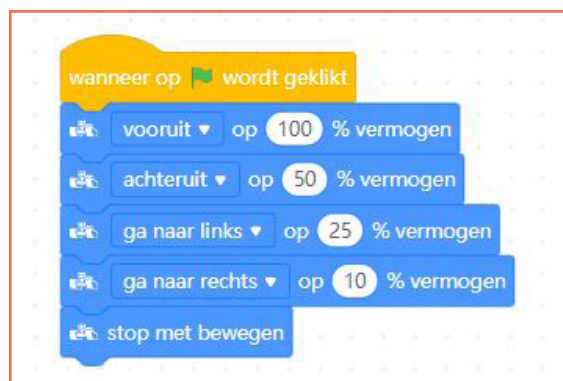 wanneer op wordt geklikt
vooruit op 100 % vermogen
achteruit op 50 % vermogen
ga naar links op 25 % vermogen
ga naar rechts op 10 % vermogen
stop met bewegen